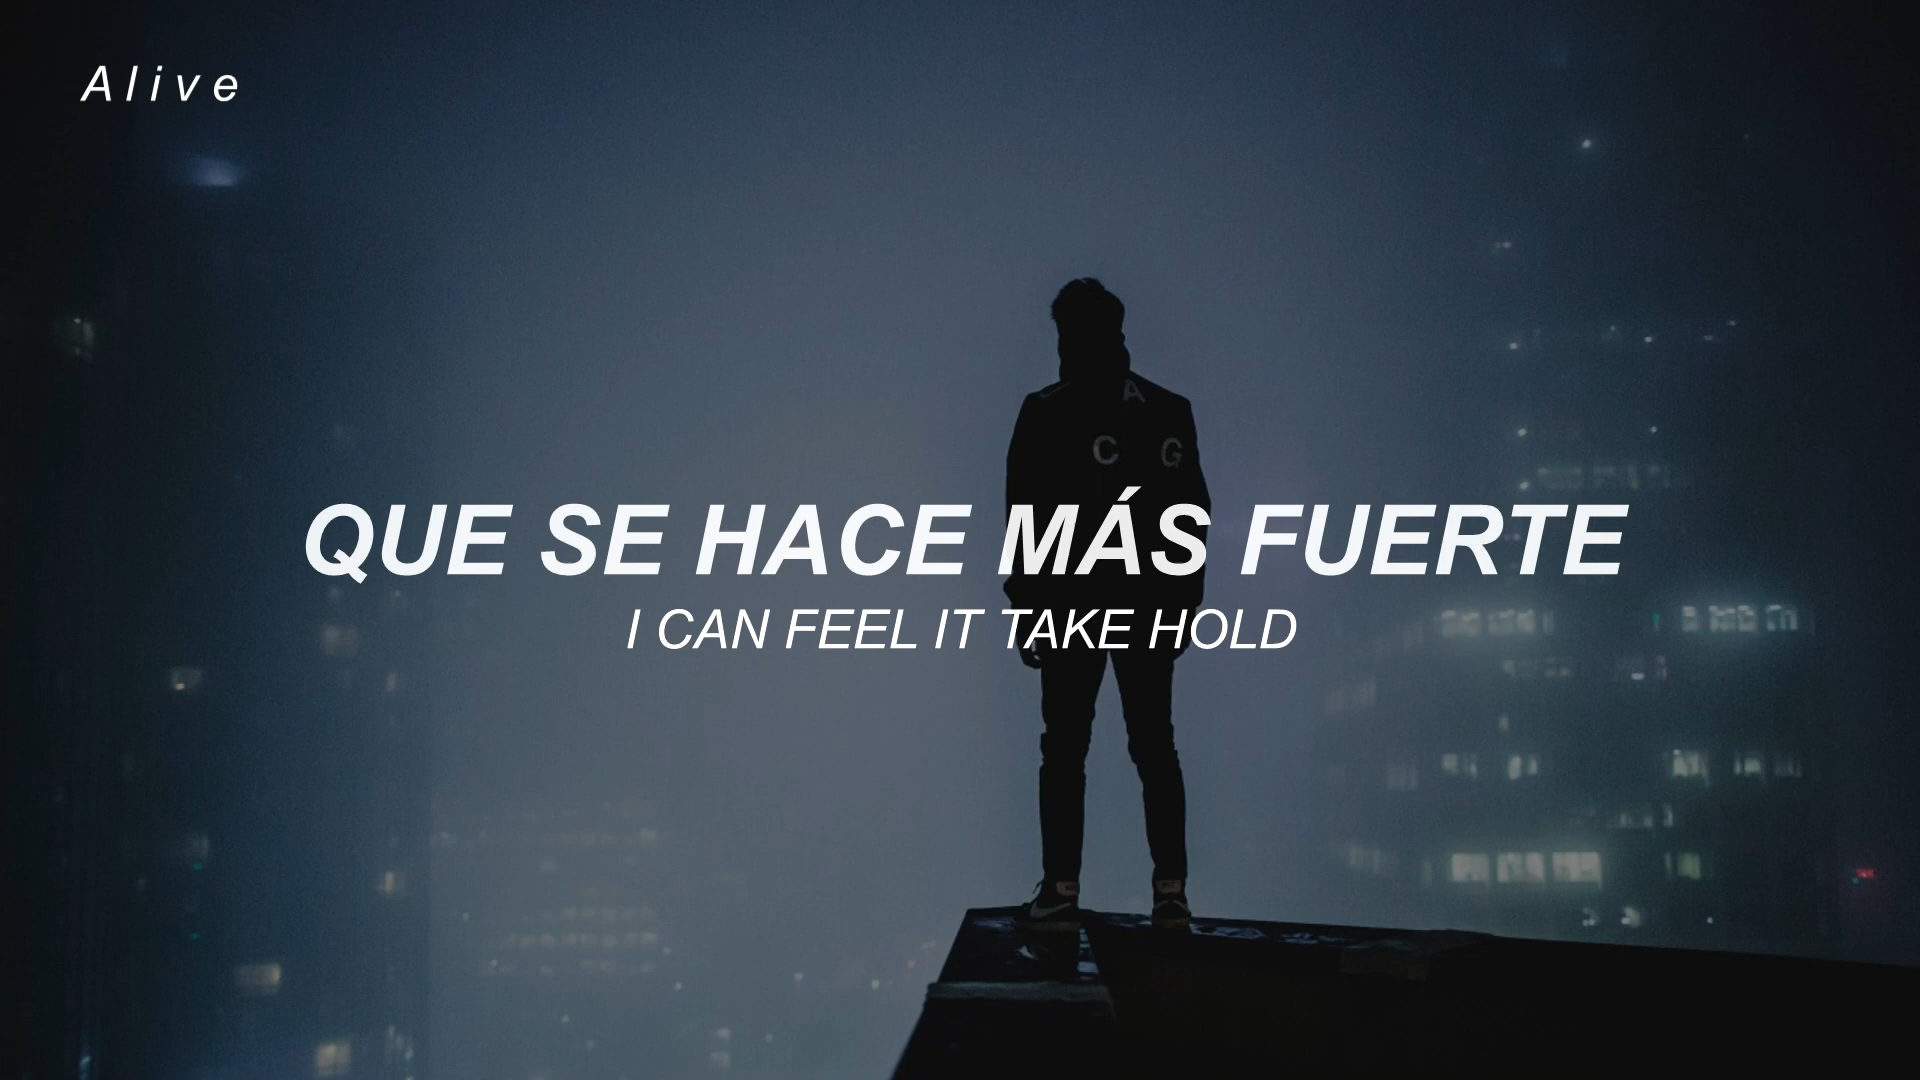 Alive
A
C G
QUE SE HACE MÁS FUERTE
I CAN FEEL IT TAKE HOLD